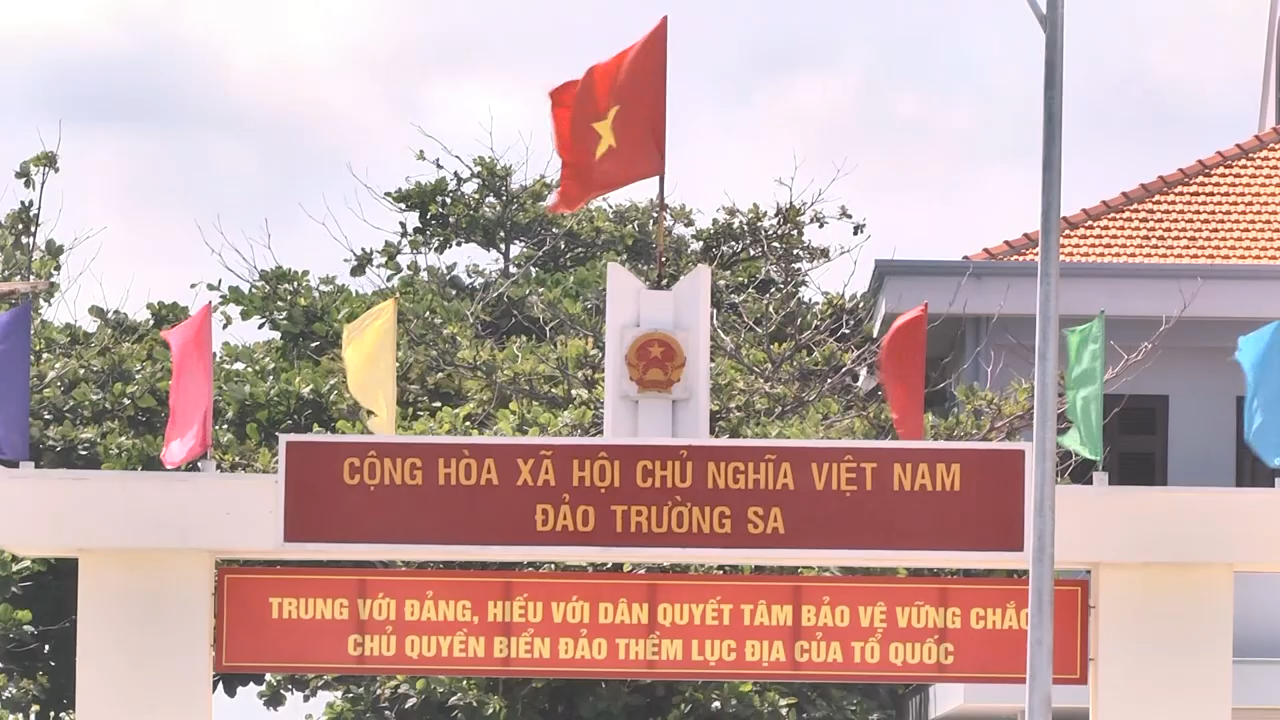 CỘNG HÒA XÃ HỘI CHỦ NGHĨA VIỆT NAM
ĐẢO TRƯỜNG SA
TRUNG VỚI ĐẢNG, HIẾU VỚI DÂN QUYẾT TÂM BẢO VỆ VỮNG CHẮC
CHỦ QUYỀN BIỂN ĐẢO THỀM LỤC ĐỊA CỦA TỔ QUỐC